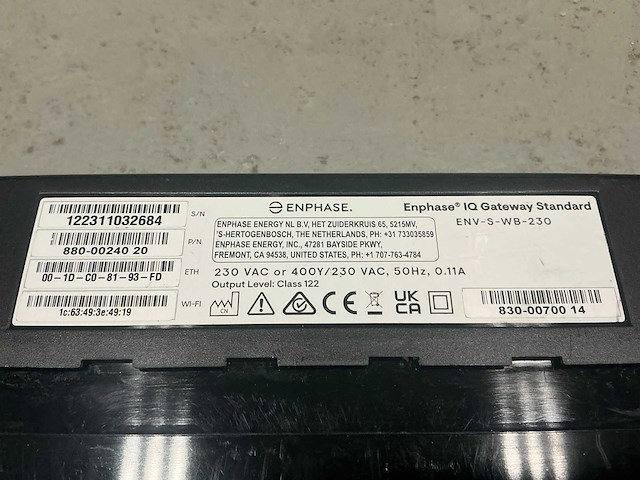 122311032684 S/N
880-00240 20 P/N
00-1D-C0-81-93-FD ETH
1c:63:49:3e:49:19 WI-FI
ENPHASE.
ENPHASE ENERGY NL B.V, HET ZUIDERKRUIS 65, 5215MV,
'S-HERTOGENBOSCH, THE NETHERLANDS, PH: +31 733035859
ENPHASE ENERGY, INC., 47281 BAYSIDE PKWY,
FREMONT, CA 94538, UNITED STATES, PH: +1 707-763-4784
230 VAC or 400Y/230 VAC, 50Hz, 0.11A
Output Level: Class 122
CN
CE
UK
CA
Enphase® IQ Gateway Standard
ENV-S-WB-230
830-00700 14